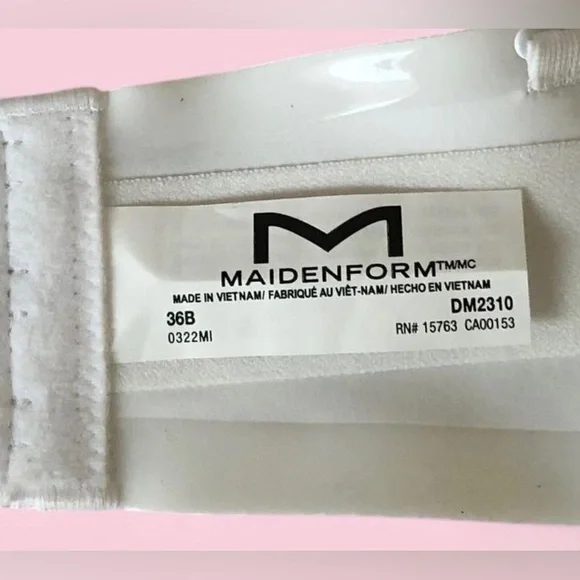 M
MAIDENFORM™/MC
MADE IN VIETNAM/ FABRIQUÉ AU VIÊT-NAM/ HECHO EN VIETNAM
36B DM2310
0322MI RN# 15763 CA00153